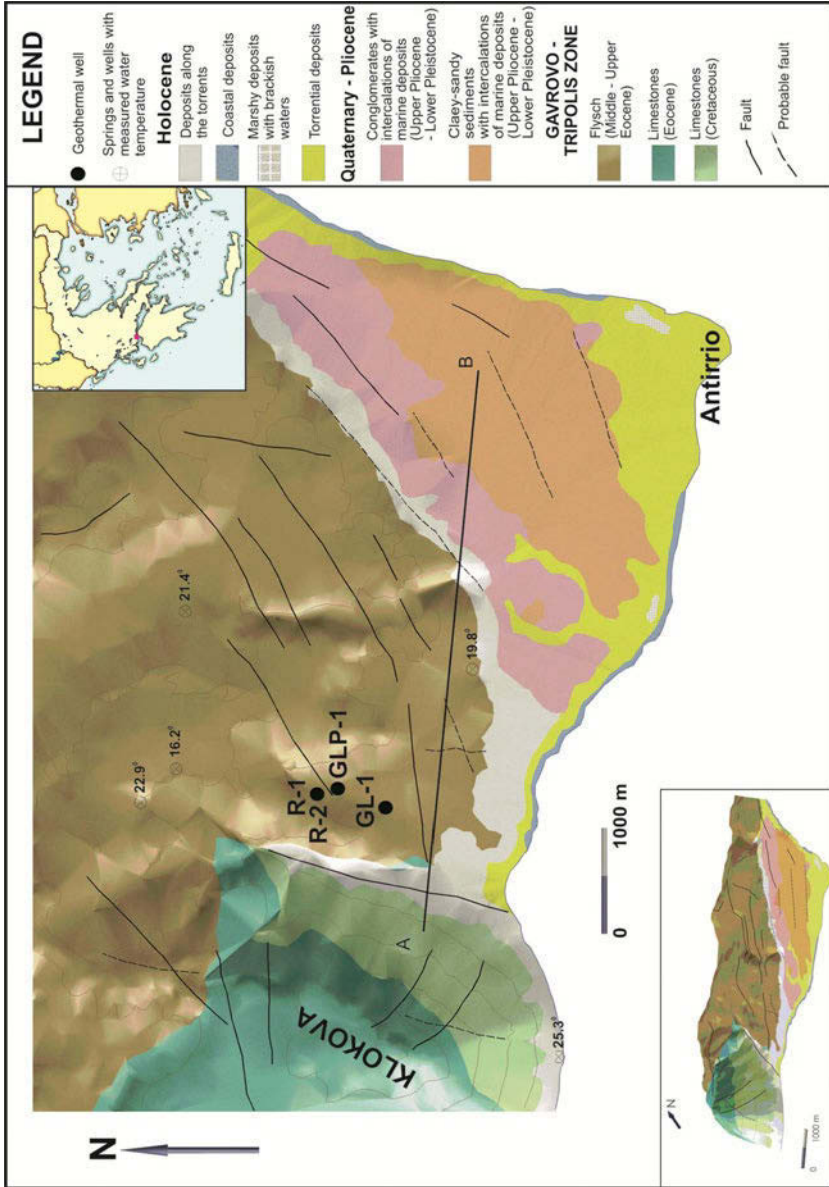 LEGEND
Geothermal well
Springs and wells with
measured water
temperature
Holocene
Deposits along
the torrents
Coastal deposits
Marshy deposits
with brackish
waters
Torrential deposits
Quaternary - Pliocene
Conglomerates with
intercalations of
marine deposits
(Upper Pliocene
- Lower Pleistocene)
Claey-sandy
sediments
with intercalations
of marine deposits
(Upper Pliocene -
Lower Pleistocene)
GAVROVO -
TRIPOLIS ZONE
Flysch
(Middle - Upper
Eocene)
Limestones
(Eocene)
Limestones
(Cretaceous)
Fault
Probable fault
N
22.9°
16.2°
21.4°
R-1
R-2
GLP-1
GL-1
19.8°
A
B
KLOKOVA
25.3°
Antirrio
0 1000 m
N
0 1000 m